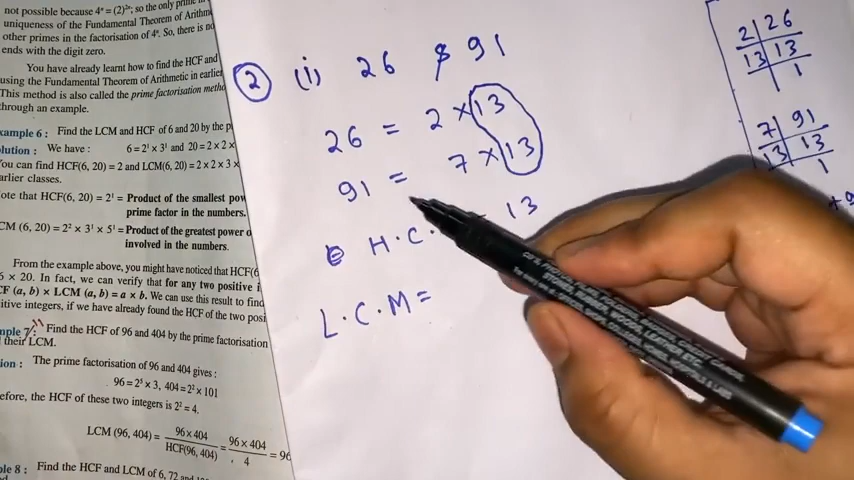 not possible because 4ⁿ = (2)²ⁿ; so the only prime in
uniqueness of the Fundamental Theorem of Arithm
other primes in the factorisation of 4ⁿ. So, there is no
ends with the digit zero.
You have already learnt how to find the HCF and
using the Fundamental Theorem of Arithmetic in earlier
This method is also called the prime factorisation metho
through an example.
xample 6 : Find the LCM and HCF of 6 and 20 by the p
lution : We have : 6 = 2¹ × 3¹ and 20 = 2 × 2 ×
You can find HCF(6, 20) = 2 and LCM(6, 20) = 2 × 2 × 3 ×
arlier classes.
ote that HCF(6, 20) = 2¹ = Product of the smallest pow
prime factor in the numbers.
CM (6, 20) = 2² × 3¹ × 5¹ = Product of the greatest power o
involved in the numbers.
From the example above, you might have noticed that HCF(6
6 × 20. In fact, we can verify that for any two positive i
CF (a, b) × LCM (a, b) = a × b. We can use this result to find
itive integers, if we have already found the HCF of the two posi
mple 7 : Find the HCF of 96 and 404 by the prime factorisation
their LCM.
ion : The prime factorisation of 96 and 404 gives :
96 = 2⁵ × 3, 404 = 2² × 101
efore, the HCF of these two integers is 2² = 4.
LCM (96, 404) = 96 × 404 / HCF(96, 404) = 96 × 404 / 4 = 96
ple 8 : Find the HCF and LCM of 6, 72 and
2 (i) 26 & 91
26 = 2 × 13
91 = 7 × 13
H.C. 13
L.C.M =
2 | 26
13 | 13
1
7 | 91
13 | 13
1